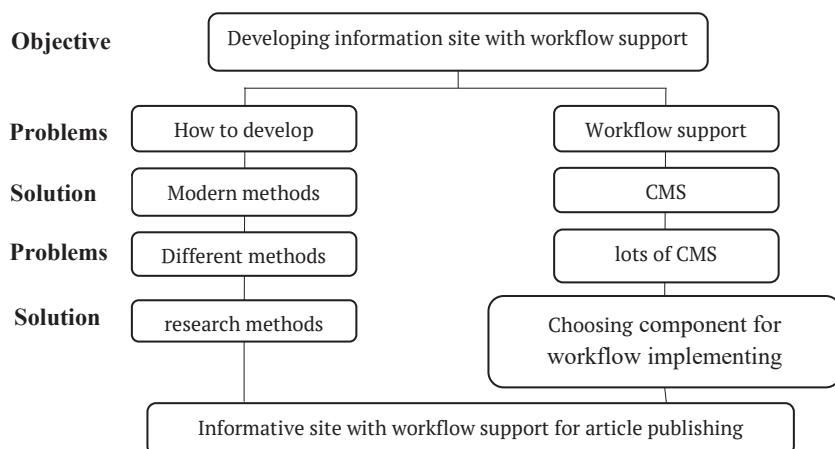 Objective
Developing information site with workflow support
Problems
How to develop
Workflow support
Solution
Modern methods
CMS
Problems
Different methods
lots of CMS
Solution
research methods
Choosing component for
workflow implementing
Informative site with workflow support for article publishing